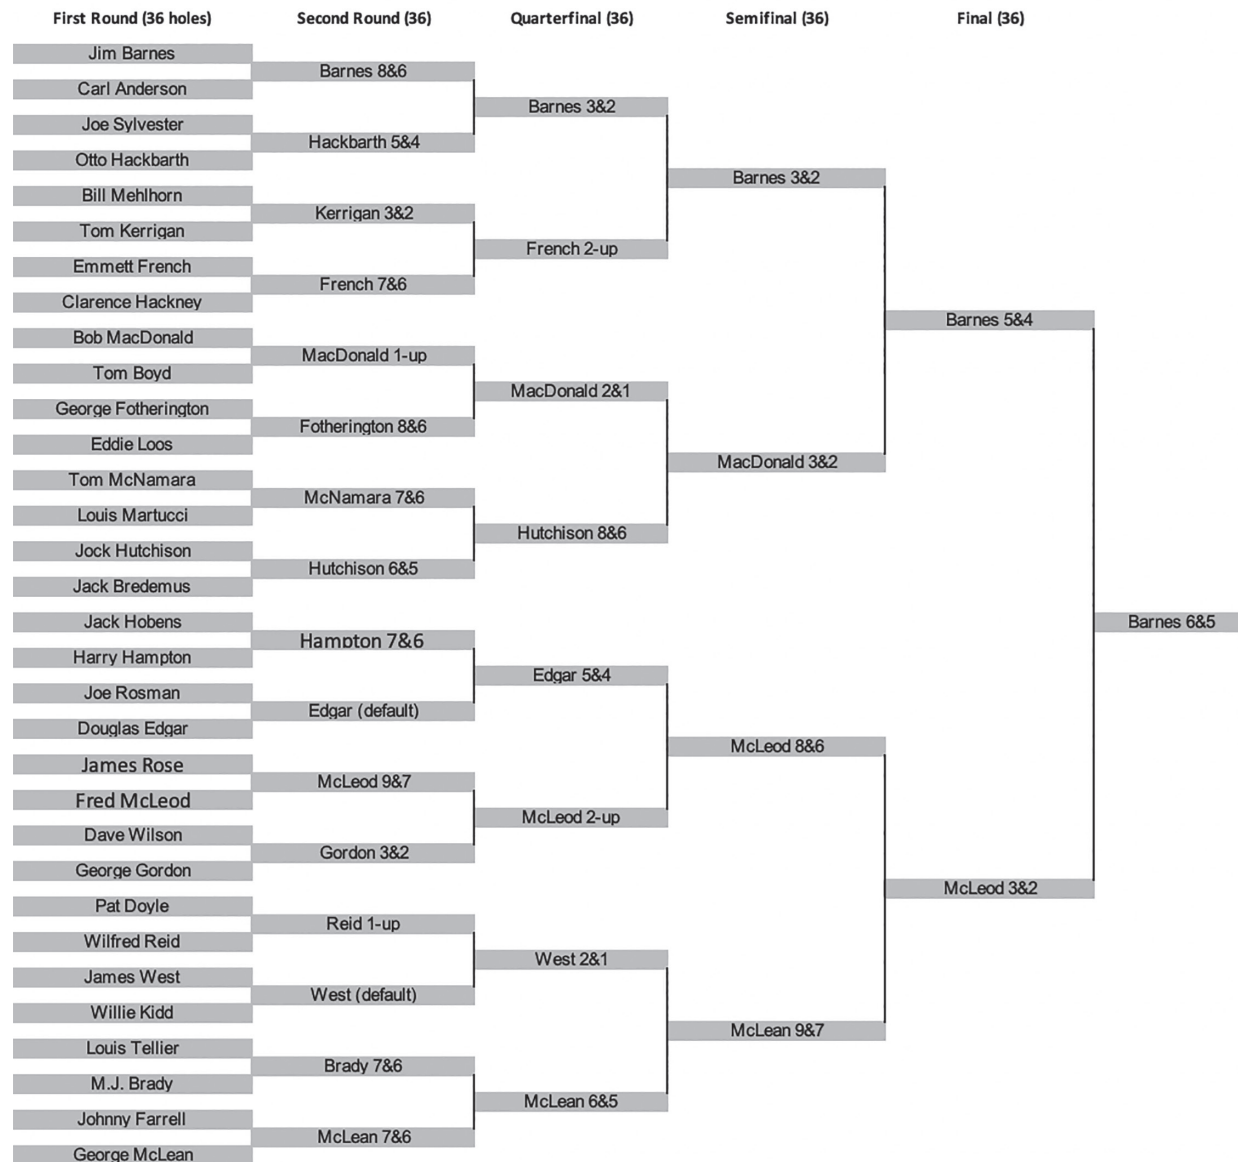 First Round (36 holes) Second Round (36) Quarterfinal (36) Semifinal (36) Final (36)
Jim Barnes
Barnes 8&6
Carl Anderson
Barnes 3&2
Joe Sylvester
Hackbarth 5&4
Otto Hackbarth
Barnes 3&2
Bill Mehlhorn
Kerrigan 3&2
Tom Kerrigan
French 2-up
Emmett French
French 7&6
Clarence Hackney
Barnes 5&4
Bob MacDonald
MacDonald 1-up
Tom Boyd
MacDonald 2&1
George Fotherington
Fotherington 8&6
Eddie Loos
MacDonald 3&2
Tom McNamara
McNamara 7&6
Louis Martucci
Hutchison 8&6
Jock Hutchison
Hutchison 6&5
Jack Bredemus
Jack Hobens
Barnes 6&5
Hampton 7&6
Harry Hampton
Edgar 5&4
Joe Rosman
Edgar (default)
Douglas Edgar
McLeod 8&6
James Rose
McLeod 9&7
Fred McLeod
McLeod 2-up
Dave Wilson
Gordon 3&2
George Gordon
McLeod 3&2
Pat Doyle
Reid 1-up
Wilfred Reid
West 2&1
James West
West (default)
Willie Kidd
McLean 9&7
Louis Tellier
Brady 7&6
M.J. Brady
McLean 6&5
Johnny Farrell
McLean 7&6
George McLean